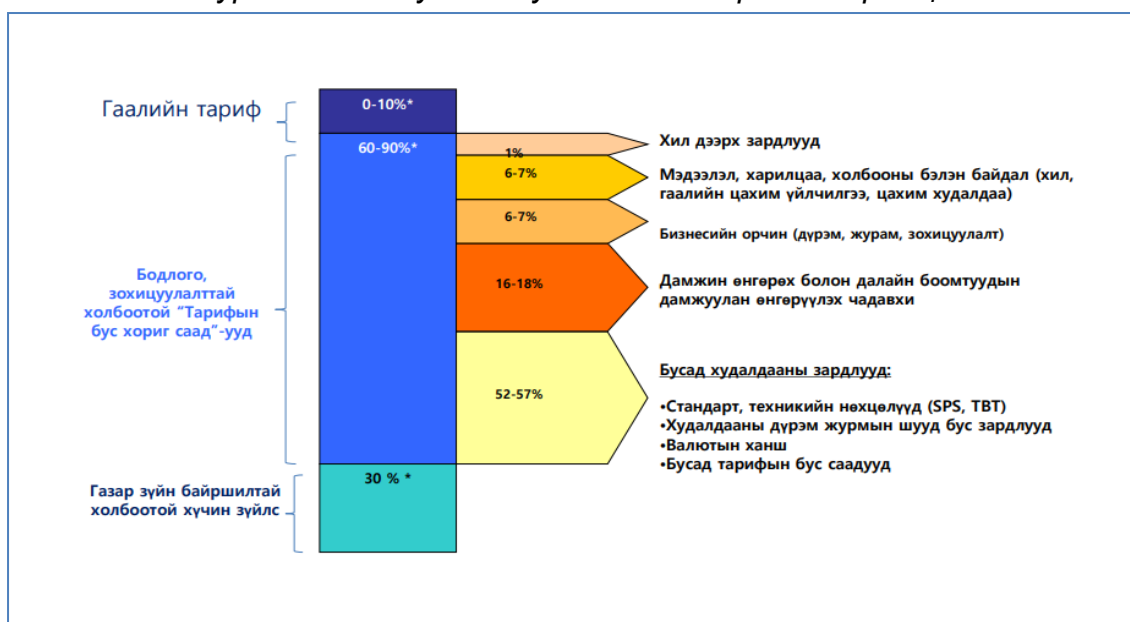 Гаалийн тариф
0-10%*
60-90%*
1%
Хил дээрх зардлууд
6-7%
Мэдээлэл, харилцаа, холбооны бэлэн байдал (хил,
гаалийн цахим үйлчилгээ, цахим худалдаа)
6-7%
Бизнесийн орчин (дүрэм, журам, зохицуулалт)
Бодлого,
зохицуулалттай
холбоотой “Тарифын
бус хориг саад”-ууд
16-18%
Дамжин өнгөрөх болон далайн боомтуудын
дамжуулан өнгөрүүлэх чадавхи
52-57%
Бусад худалдааны зардлууд:
•Стандарт, техникийн нөхцөлүүд (SPS, TBT)
•Худалдааны дүрэм журмын шууд бус зардлууд
•Валютын ханш
•Бусад тарифын бус саадууд
30 % *
Газар зүйн байршилтай
холбоотой хүчин зүйлс